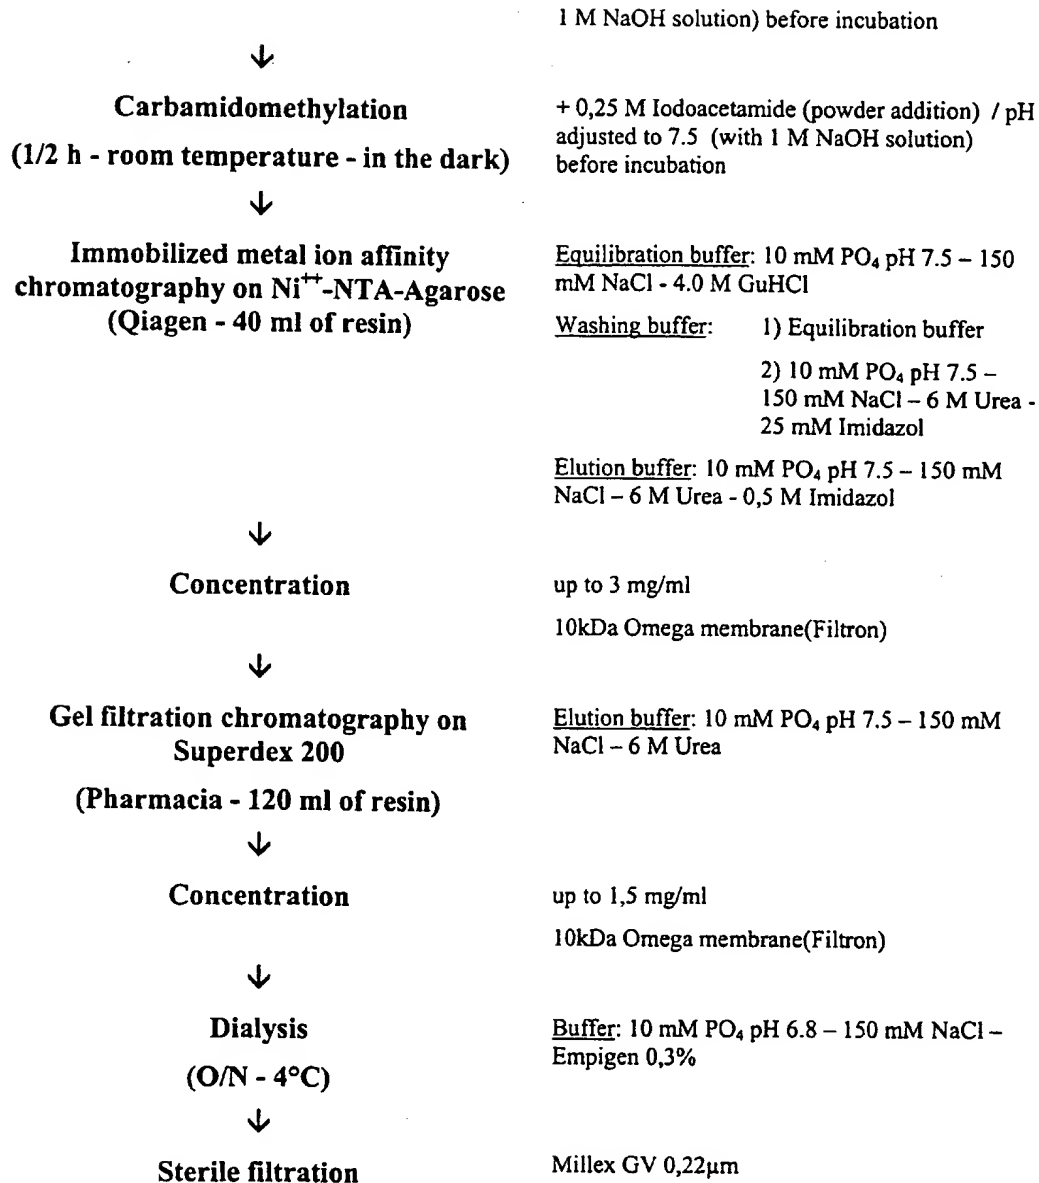 1 M NaOH solution) before incubation
↓
Carbamidomethylation
(1/2 h - room temperature - in the dark)
+ 0,25 M Iodoacetamide (powder addition) / pH
adjusted to 7.5 (with 1 M NaOH solution)
before incubation
↓
Immobilized metal ion affinity
chromatography on Ni⁺⁺-NTA-Agarose
(Qiagen - 40 ml of resin)
Equilibration buffer: 10 mM PO₄ pH 7.5 – 150
mM NaCl - 4.0 M GuHCl
Washing buffer: 1) Equilibration buffer
2) 10 mM PO₄ pH 7.5 –
150 mM NaCl – 6 M Urea -
25 mM Imidazol
Elution buffer: 10 mM PO₄ pH 7.5 – 150 mM
NaCl – 6 M Urea - 0,5 M Imidazol
↓
Concentration
up to 3 mg/ml
10kDa Omega membrane(Filtron)
↓
Gel filtration chromatography on
Superdex 200
(Pharmacia - 120 ml of resin)
Elution buffer: 10 mM PO₄ pH 7.5 – 150 mM
NaCl – 6 M Urea
↓
Concentration
up to 1,5 mg/ml
10kDa Omega membrane(Filtron)
↓
Dialysis
(O/N - 4°C)
Buffer: 10 mM PO₄ pH 6.8 – 150 mM NaCl –
Empigen 0,3%
↓
Sterile filtration
Millex GV 0,22µm